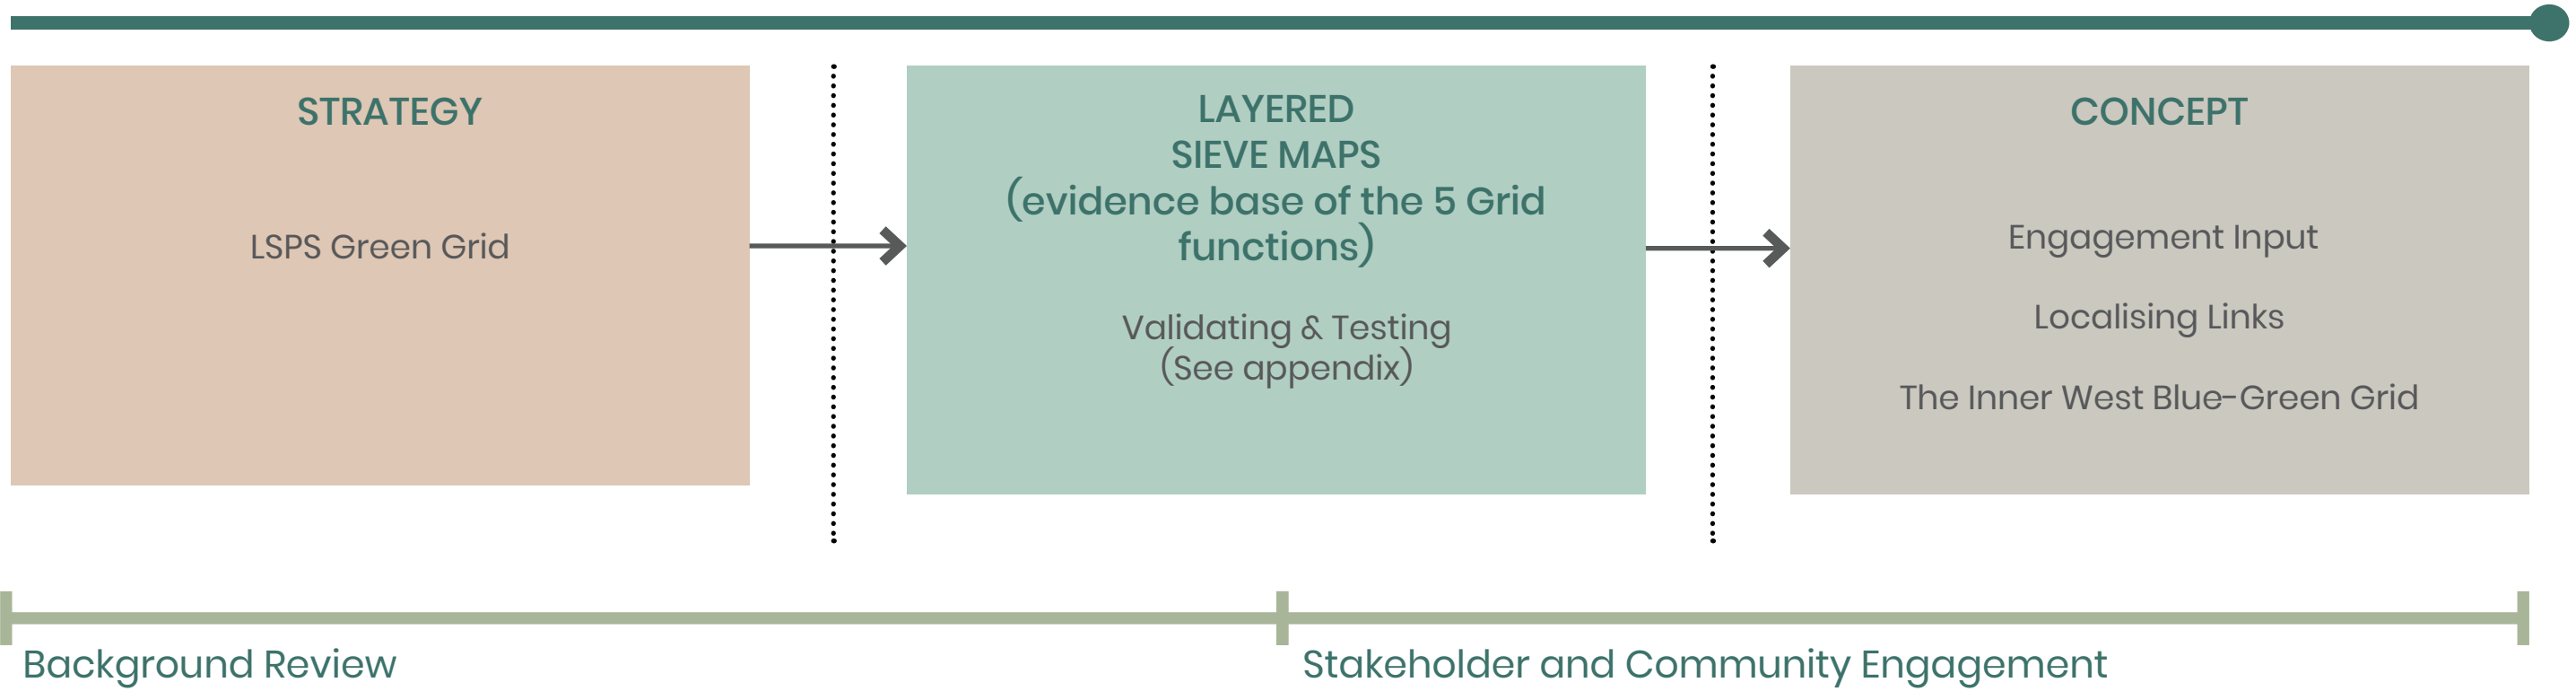 STRATEGY
LSPS Green Grid
LAYERED
SIEVE MAPS
(evidence base of the 5 Grid
functions)
Validating & Testing
(See appendix)
CONCEPT
Engagement Input
Localising Links
The Inner West Blue-Green Grid
Background Review
Stakeholder and Community Engagement